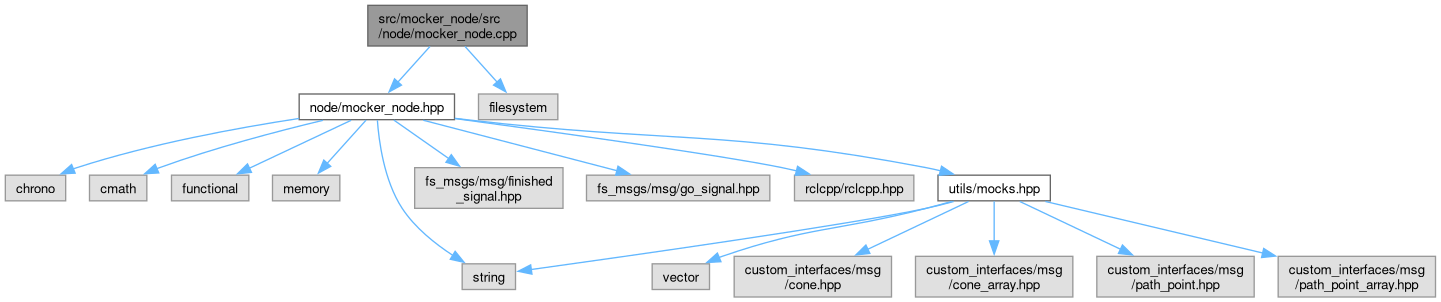 src/mocker_node/src
/node/mocker_node.cpp
node/mocker_node.hpp
filesystem
chrono
cmath
functional
memory
fs_msgs/msg/finished
_signal.hpp
fs_msgs/msg/go_signal.hpp
rclcpp/rclcpp.hpp
utils/mocks.hpp
string
vector
custom_interfaces/msg
/cone.hpp
custom_interfaces/msg
/cone_array.hpp
custom_interfaces/msg
/path_point.hpp
custom_interfaces/msg
/path_point_array.hpp